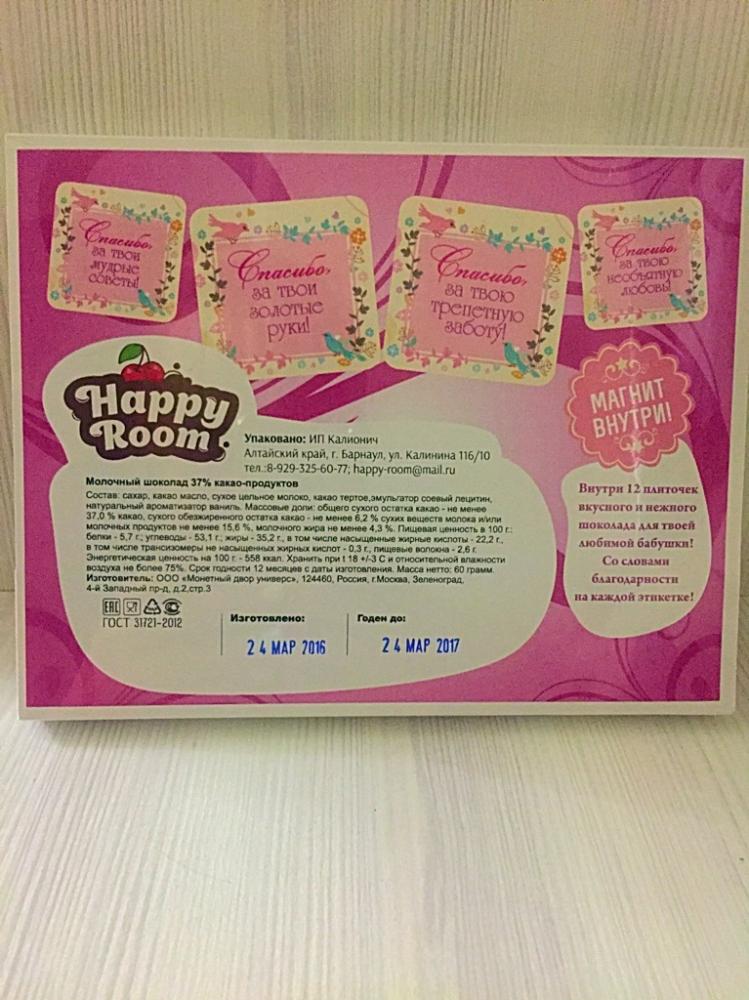 Спасибо,
за твои
мудрые
советы!
Спасибо,
за твои
золотые
руки!
Спасибо,
за твою
трепетную
заботу!
Спасибо,
за твою
необъятную
любовь!
Happy
Room
МАГНИТ
ВНУТРИ!
Упаковано: ИП Калионич
Алтайский край, г. Барнаул, ул. Калинина 116/10
тел.:8-929-325-60-77; happy-room@mail.ru
Молочный шоколад 37% какао-продуктов
Состав: сахар, какао масло, сухое цельное молоко, какао тертое,эмульгатор соевый лецитин,
натуральный ароматизатор ваниль. Массовые доли: общего сухого остатка какао - не менее
37,0 % какао, сухого обезжиренного остатка какао - не менее 6,2 % сухих веществ молока и/или
молочных продуктов не менее 15,6 %, молочного жира не менее 4,3 %. Пищевая ценность в 100 г.:
белки - 5,7 г.; углеводы - 53,1 г.; жиры - 35,2 г., в том числе насыщенные жирные кислоты - 22,2 г.,
в том числе трансизомеры не насыщенных жирных кислот - 0,3 г., пищевые волокна - 2,6 г.
Энергетическая ценность на 100 г. - 558 ккал. Хранить при t 18 +/-3 С и относительной влажности
воздуха не более 75%. Срок годности 12 месяцев с даты изготовления. Масса нетто: 60 грамм.
Изготовитель: ООО «Монетный двор универс», 124460, Россия, г.Москва, Зеленоград,
4-й Западный пр-д, д.2,стр.3
EAC
ГОСТ 31721-2012
Изготовлено:
24 МАР 2016
Годен до:
24 МАР 2017
Внутри 12 плиточек
вкусного и нежного
шоколада для твоей
любимой бабушки!
Со словами
благодарности
на каждой этикетке!